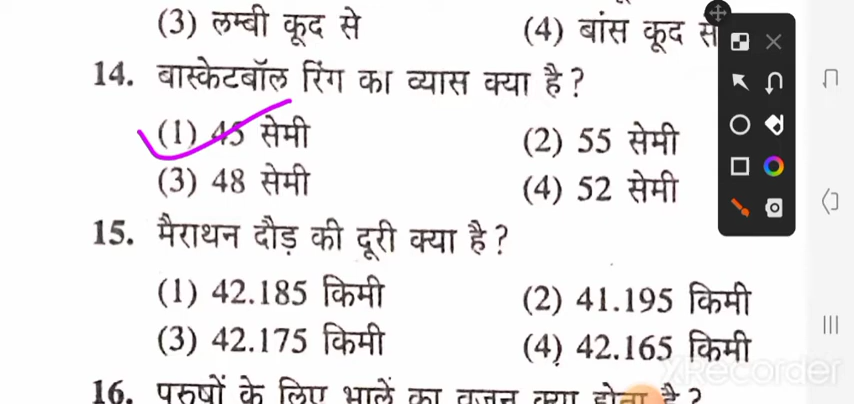 (3) लम्बी कूद से
(4) बांस कूद से
14. बास्केटबॉल रिंग का व्यास क्या है?
(1) 45 सेमी
(2) 55 सेमी
(3) 48 सेमी
(4) 52 सेमी
15. मैराथन दौड़ की दूरी क्या है?
(1) 42.185 किमी
(2) 41.195 किमी
(3) 42.175 किमी
(4) 42.165 किमी
XRecorder
16. पुरुषों के लिए भाले का वजन क्या होता है?